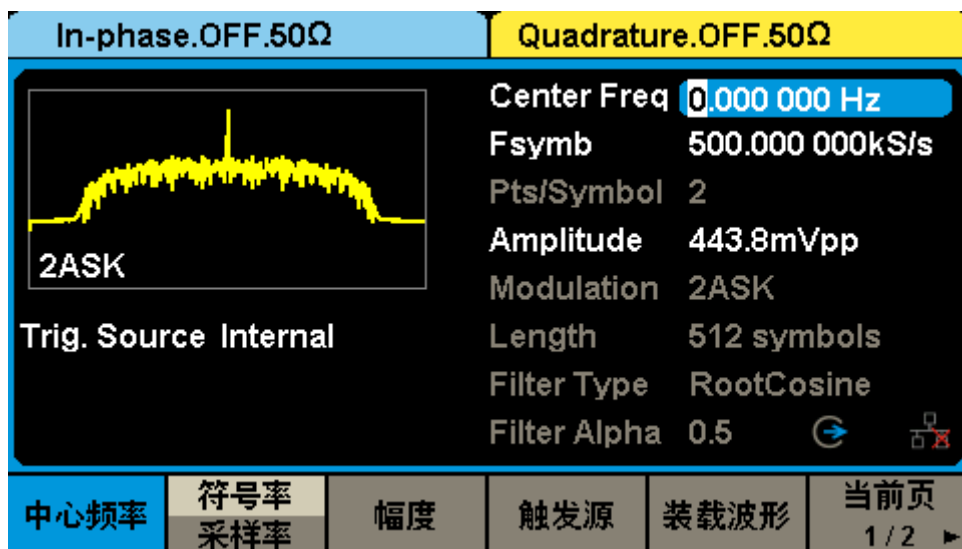 In-phase.OFF.50Ω
Quadrature.OFF.50Ω
2ASK
Trig. Source Internal
Center Freq 0.000 000 Hz
Fsymb 500.000 000kS/s
Pts/Symbol 2
Amplitude 443.8mVpp
Modulation 2ASK
Length 512 symbols
Filter Type RootCosine
Filter Alpha 0.5
中心频率
符号率
采样率
幅度
触发源
装载波形
当前页
1/2 ►